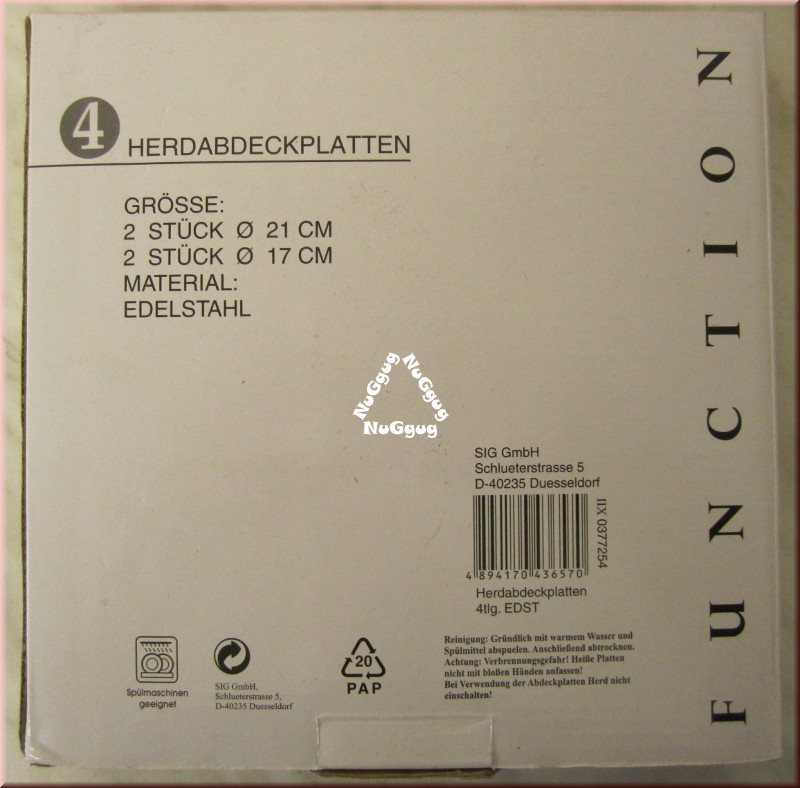 4 HERDABDECKPLATTEN
GRÖSSE:
2 STÜCK Ø 21 CM
2 STÜCK Ø 17 CM
MATERIAL:
EDELSTAHL
FUNCTION
NuGgug
NuGgug
NuGgug
SIG GmbH
Schlueterstrasse 5
D-40235 Duesseldorf
IIX 0377254
4 894170 436570
Herdabdeckplatten
4tlg. EDST
Spülmaschinen
geeignet
SIG GmbH,
Schlueterstrasse 5,
D-40235 Duesseldorf
20
PAP
Reinigung: Gründlich mit warmem Wasser und
Spülmittel abspuelen. Anschließend abtrocknen.
Achtung: Verbrennungsgefahr! Heiße Platten
nicht mit bloßen Händen anfassen!
Bei Verwendung der Abdeckplatten Herd nicht
einschalten!